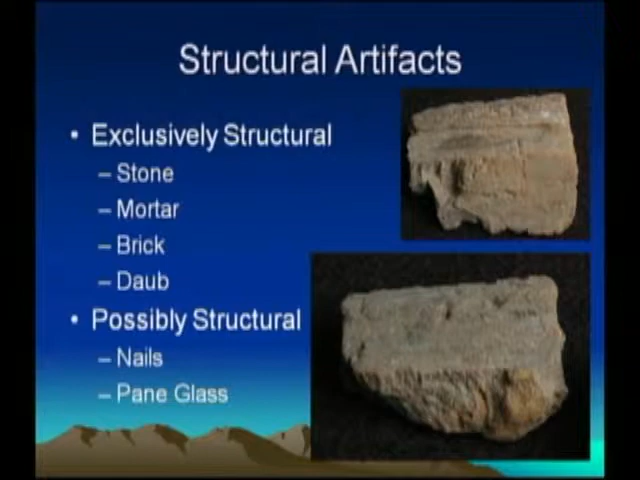 Structural Artifacts
• Exclusively Structural
– Stone
– Mortar
– Brick
– Daub
• Possibly Structural
– Nails
– Pane Glass